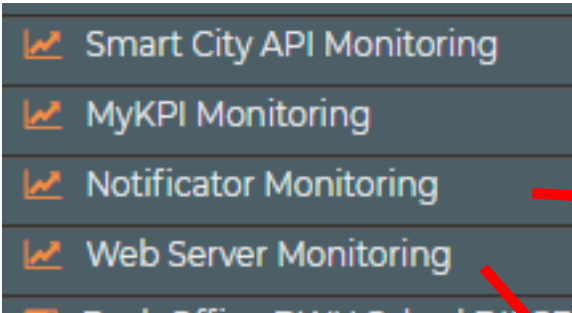 Smart City API Monitoring
MyKPI Monitoring
Notificator Monitoring
Web Server Monitoring